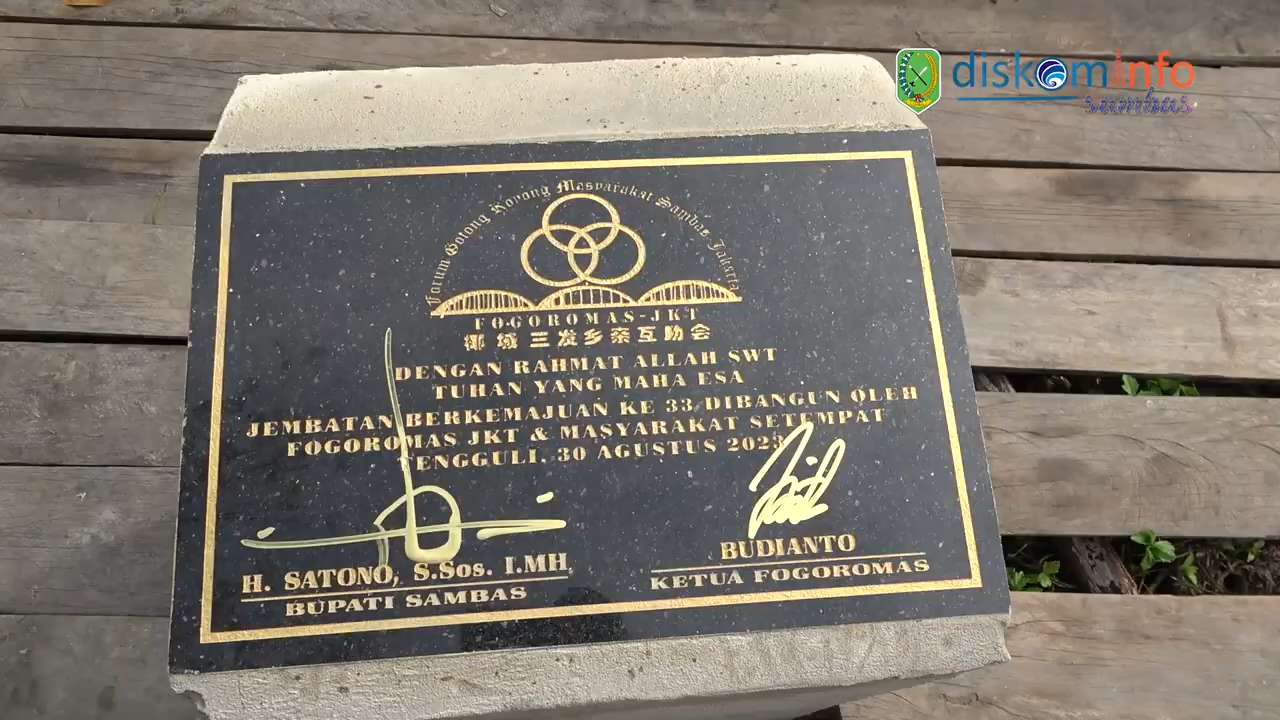 diskominfo
sambas
Forum Gotong Royong Masyarakat Sambas Jakarta
FOGOROMAS-JKT
椰城三发乡亲互助会
DENGAN RAHMAT ALLAH SWT
TUHAN YANG MAHA ESA
JEMBATAN BERKEMAJUAN KE 33 DIBANGUN OLEH
FOGOROMAS JKT & MASYARAKAT SETEMPAT
TENGGULI, 30 AGUSTUS 2023
H. SATONO, S.Sos. I.MH
BUPATI SAMBAS
BUDIANTO
KETUA FOGOROMAS